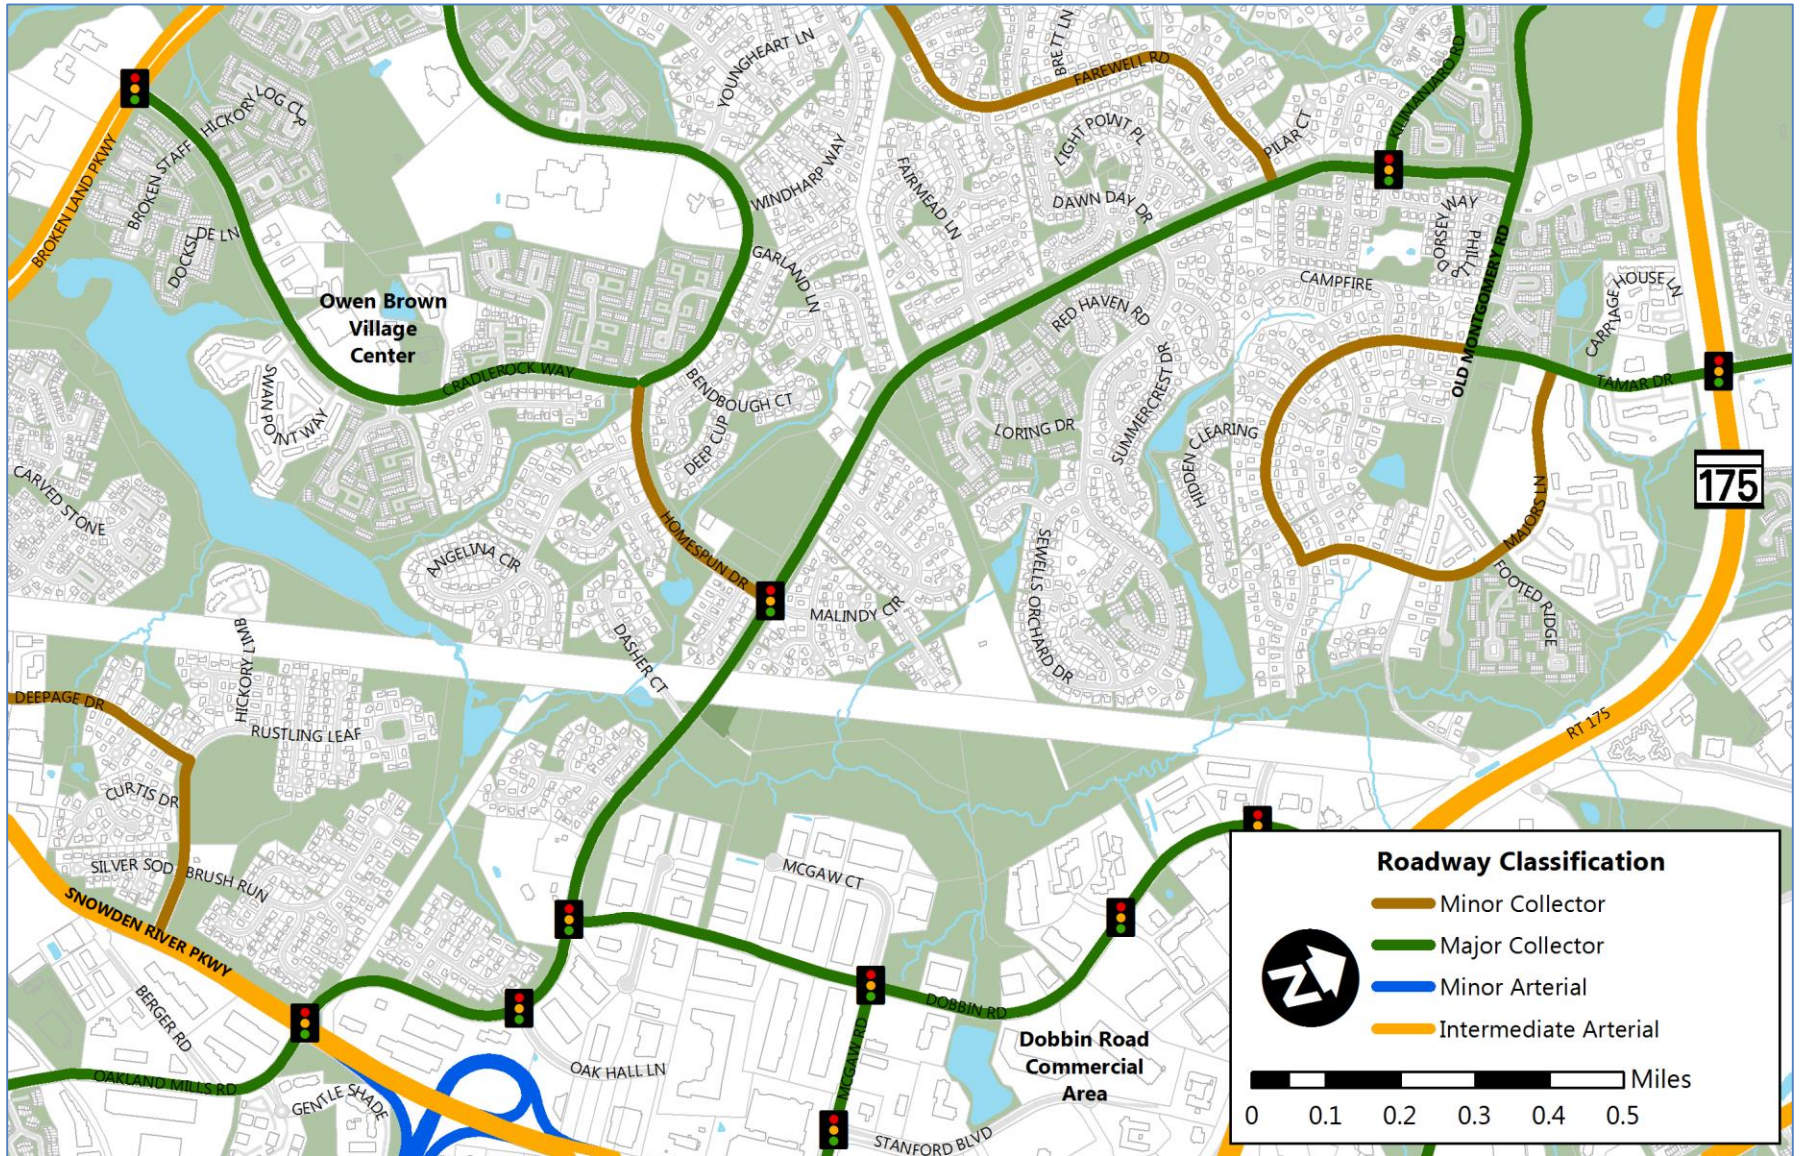 YOUNGHEART LN
BRETT LN
FAREWELL RD
KILIMANJARO RD
HICKORY LOG CIR
BROKEN STAFF
BROKEN LAND PKWY
DOCKSIDE LN
WINDHARP WAY
FAIRMEAD LN
LIGHT POINT PL
PILAR CT
DAWN DAY DR
DORSEY WAY
PHILLIP DR
GARLAND LN
CAMPFIRE
OLD MONTGOMERY RD
CARRIAGE HOUSE LN
Owen Brown
Village
Center
RED HAVEN RD
CRADLEROCK WAY
BENDBOUGH CT
SWAN POINT WAY
DEEP CUP
LORING DR
SUMMERCREST DR
HIDDEN CLEARING
TAMAR DR
175
CARVED STONE
ANGELINA CIR
HOMESPUN DR
SEWELLS ORCHARD DR
MAJORS LN
FOOTED RIDGE
MALINDY CIR
DASHER CT
HICKORY LIMB
DEEPAGE DR
RUSTLING LEAF
RT 175
CURTIS DR
SILVER SOD
BRUSH RUN
MCGAW CT
SNOWDEN RIVER PKWY
BERGER RD
DOBBIN RD
MCGAW RD
Dobbin Road
Commercial
Area
OAKLAND MILLS RD
GENTLE SHADE
OAK HALL LN
STANFORD BLVD
Roadway Classification
Minor Collector
Major Collector
Minor Arterial
Intermediate Arterial
N
Miles
0 0.1 0.2 0.3 0.4 0.5